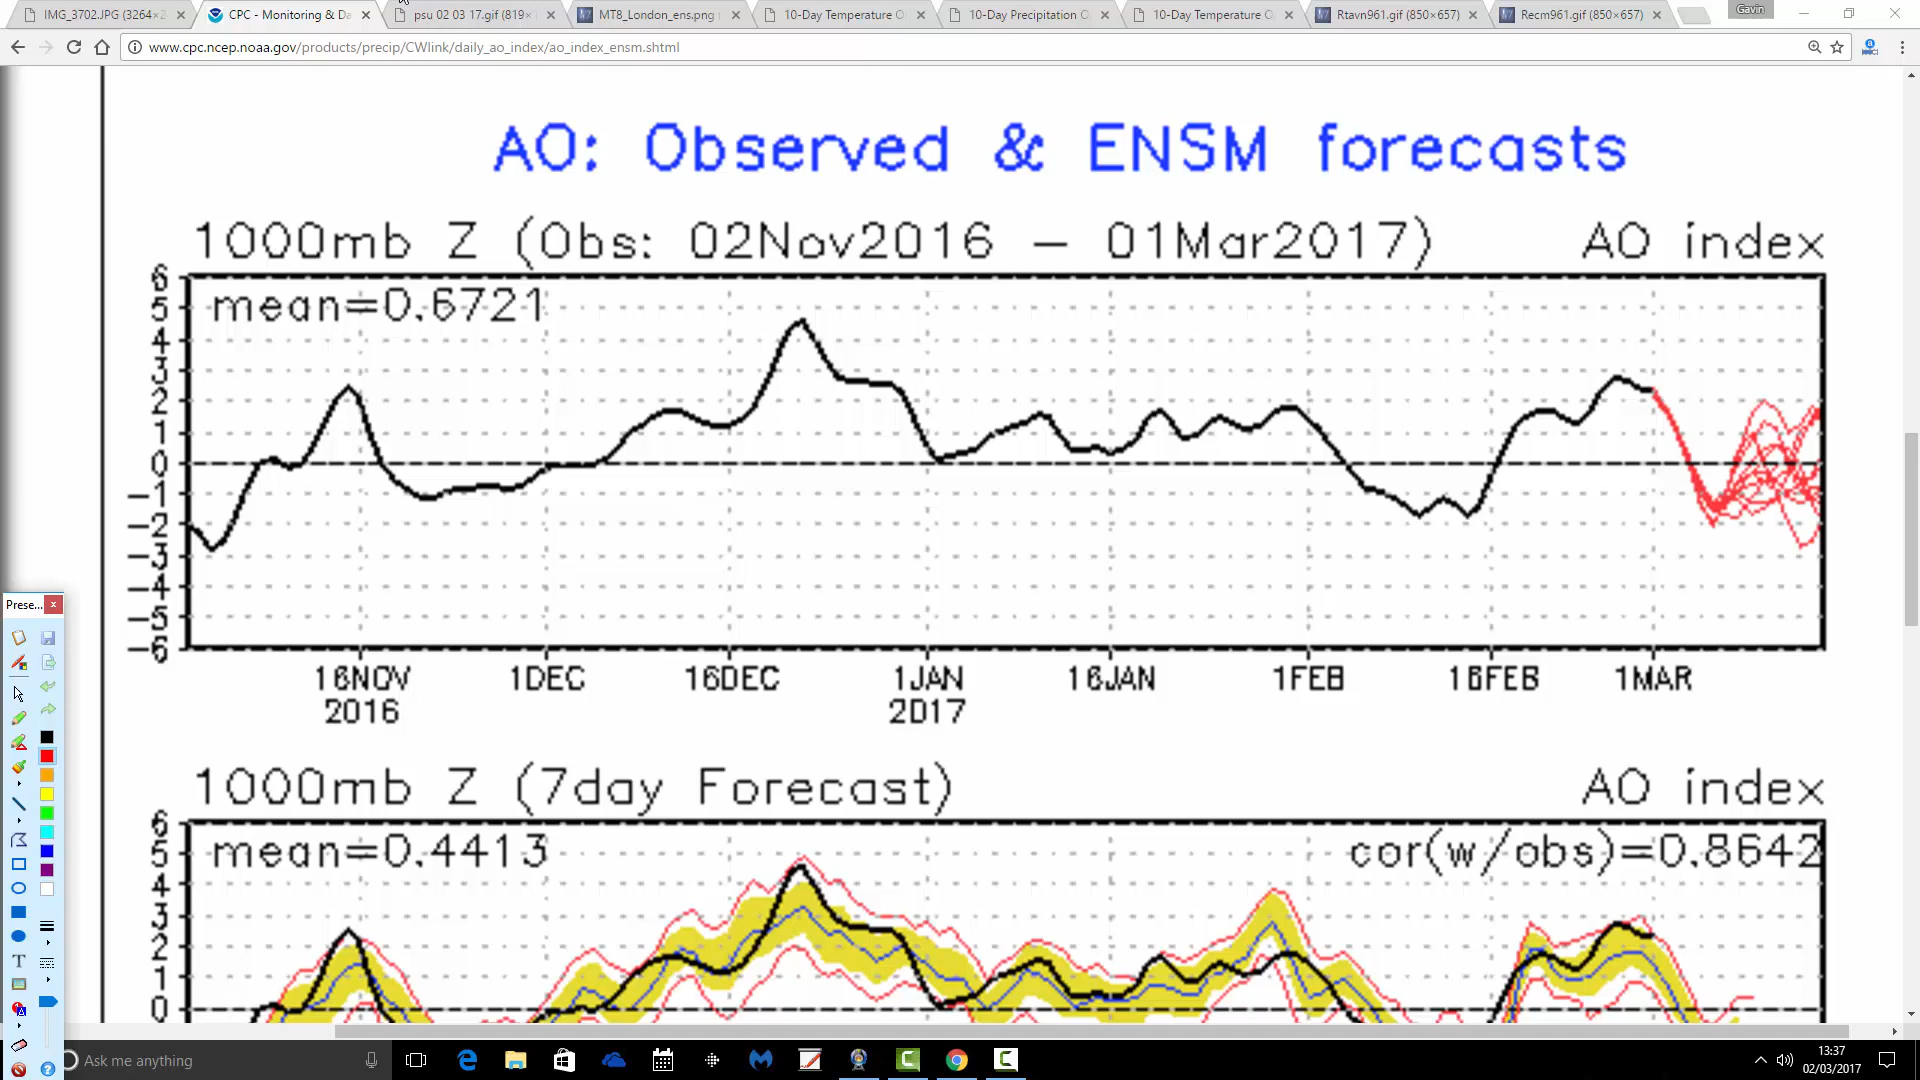 IMG_3702.JPG (3264×2
CPC - Monitoring & Da
psu 02 03 17.gif (819×
MT8_London_ens.png
10-Day Temperature O
10-Day Precipitation O
10-Day Temperature O
Rtavn961.gif (850×657)
Recm961.gif (850×657)
Gavin
www.cpc.ncep.noaa.gov/products/precip/CWlink/daily_ao_index/ao_index_ensm.shtml
AO: Observed & ENSM forecasts
1000mb Z (Obs: 02Nov2016 – 01Mar2017) AO index
mean=0.6721
6
5
4
3
2
1
0
−1
−2
−3
−4
−5
−6
16NOV 1DEC 16DEC 1JAN 16JAN 1FEB 16FEB 1MAR
2016 2017
1000mb Z (7day Forecast) AO index
mean=0.4413 cor(w/obs)=0.8642
6
5
4
3
2
1
0
Prese...
T
Ask me anything
13:37
02/03/2017